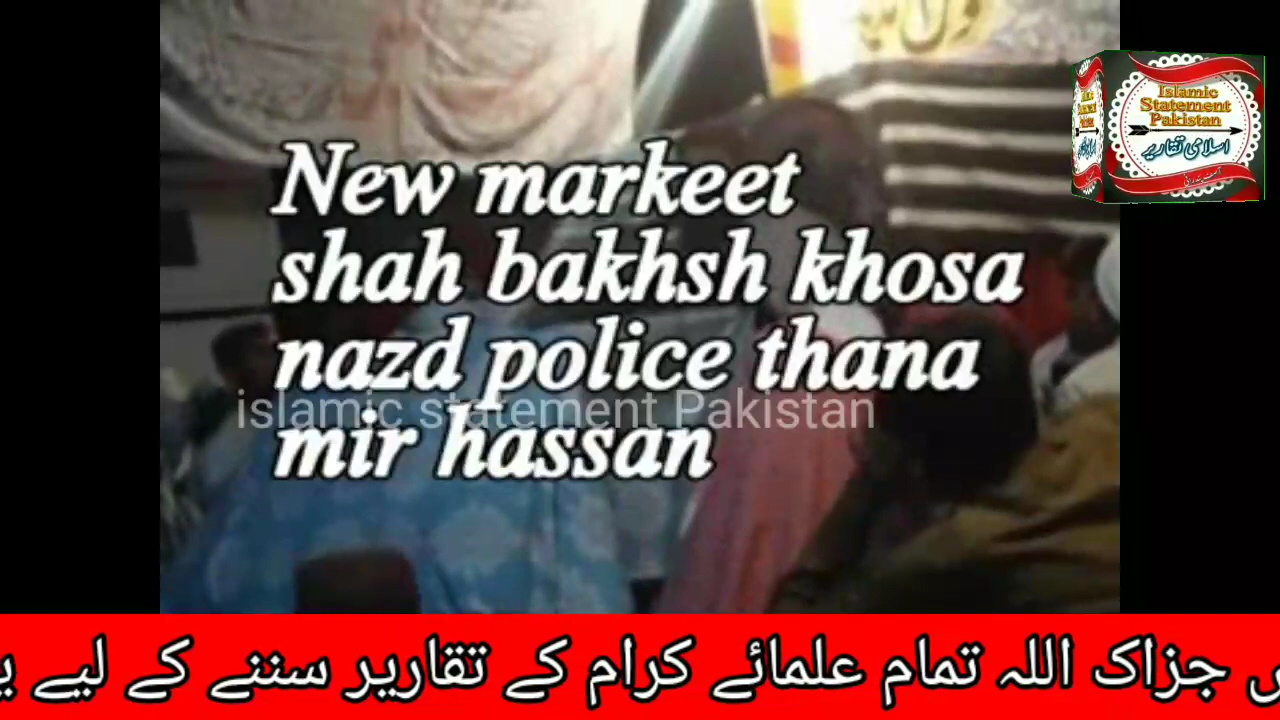 Islamic
Statement
Pakistan
اسلامی تقاریر
New markeet
shah bakhsh khosa
nazd police thana
mir hassan
islamic statement Pakistan
جزاک اللہ تمام علمائے کرام کے تقاریر سننے کے لیے